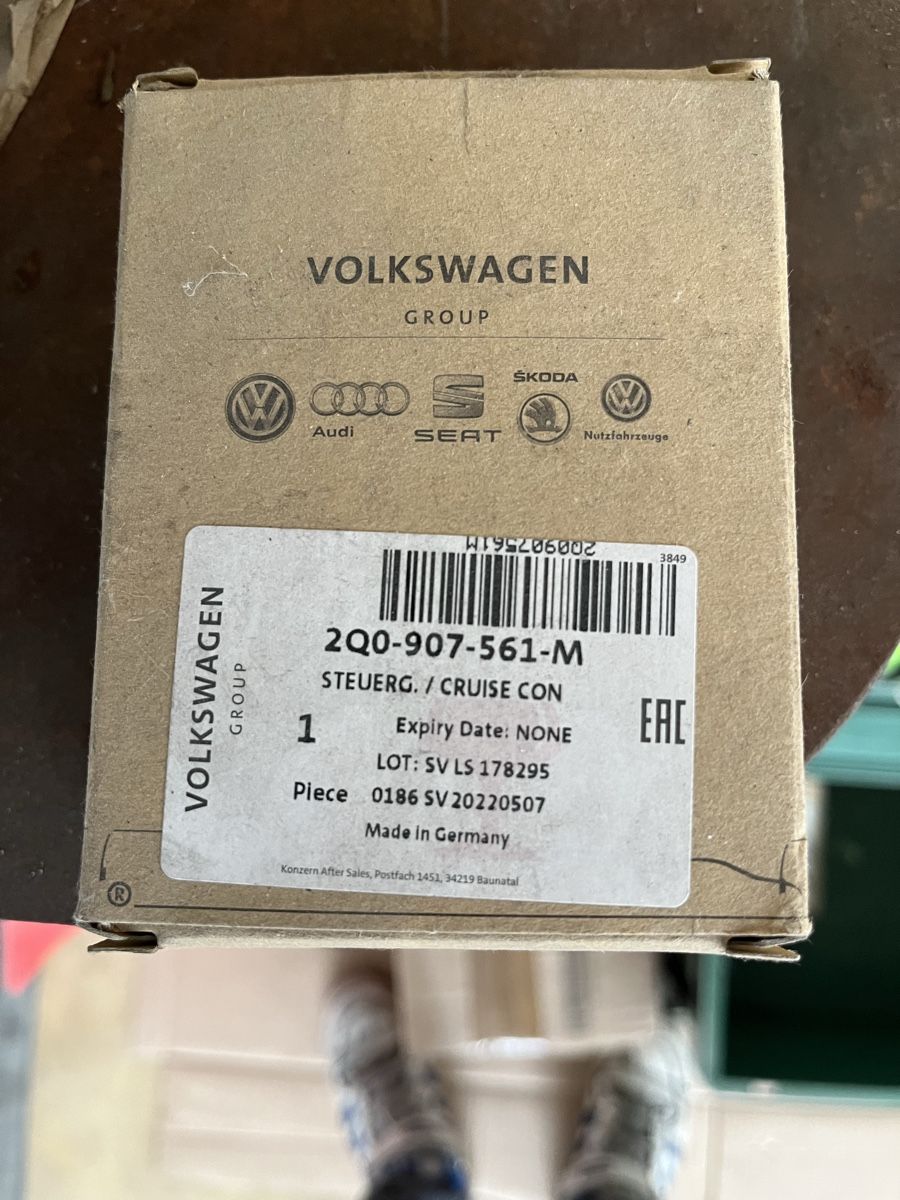 VOLKSWAGEN
GROUP
Audi
SEAT
ŠKODA
Nutzfahrzeuge
2Q0907561M
3849
2Q0-907-561-M
STEUERG. / CRUISE CON
1
Expiry Date: NONE
EAC
LOT: SV LS 178295
Piece 0186 SV 20220507
Made in Germany
Konzern After Sales, Postfach 1451, 34219 Baunatal
VOLKSWAGEN
GROUP
®